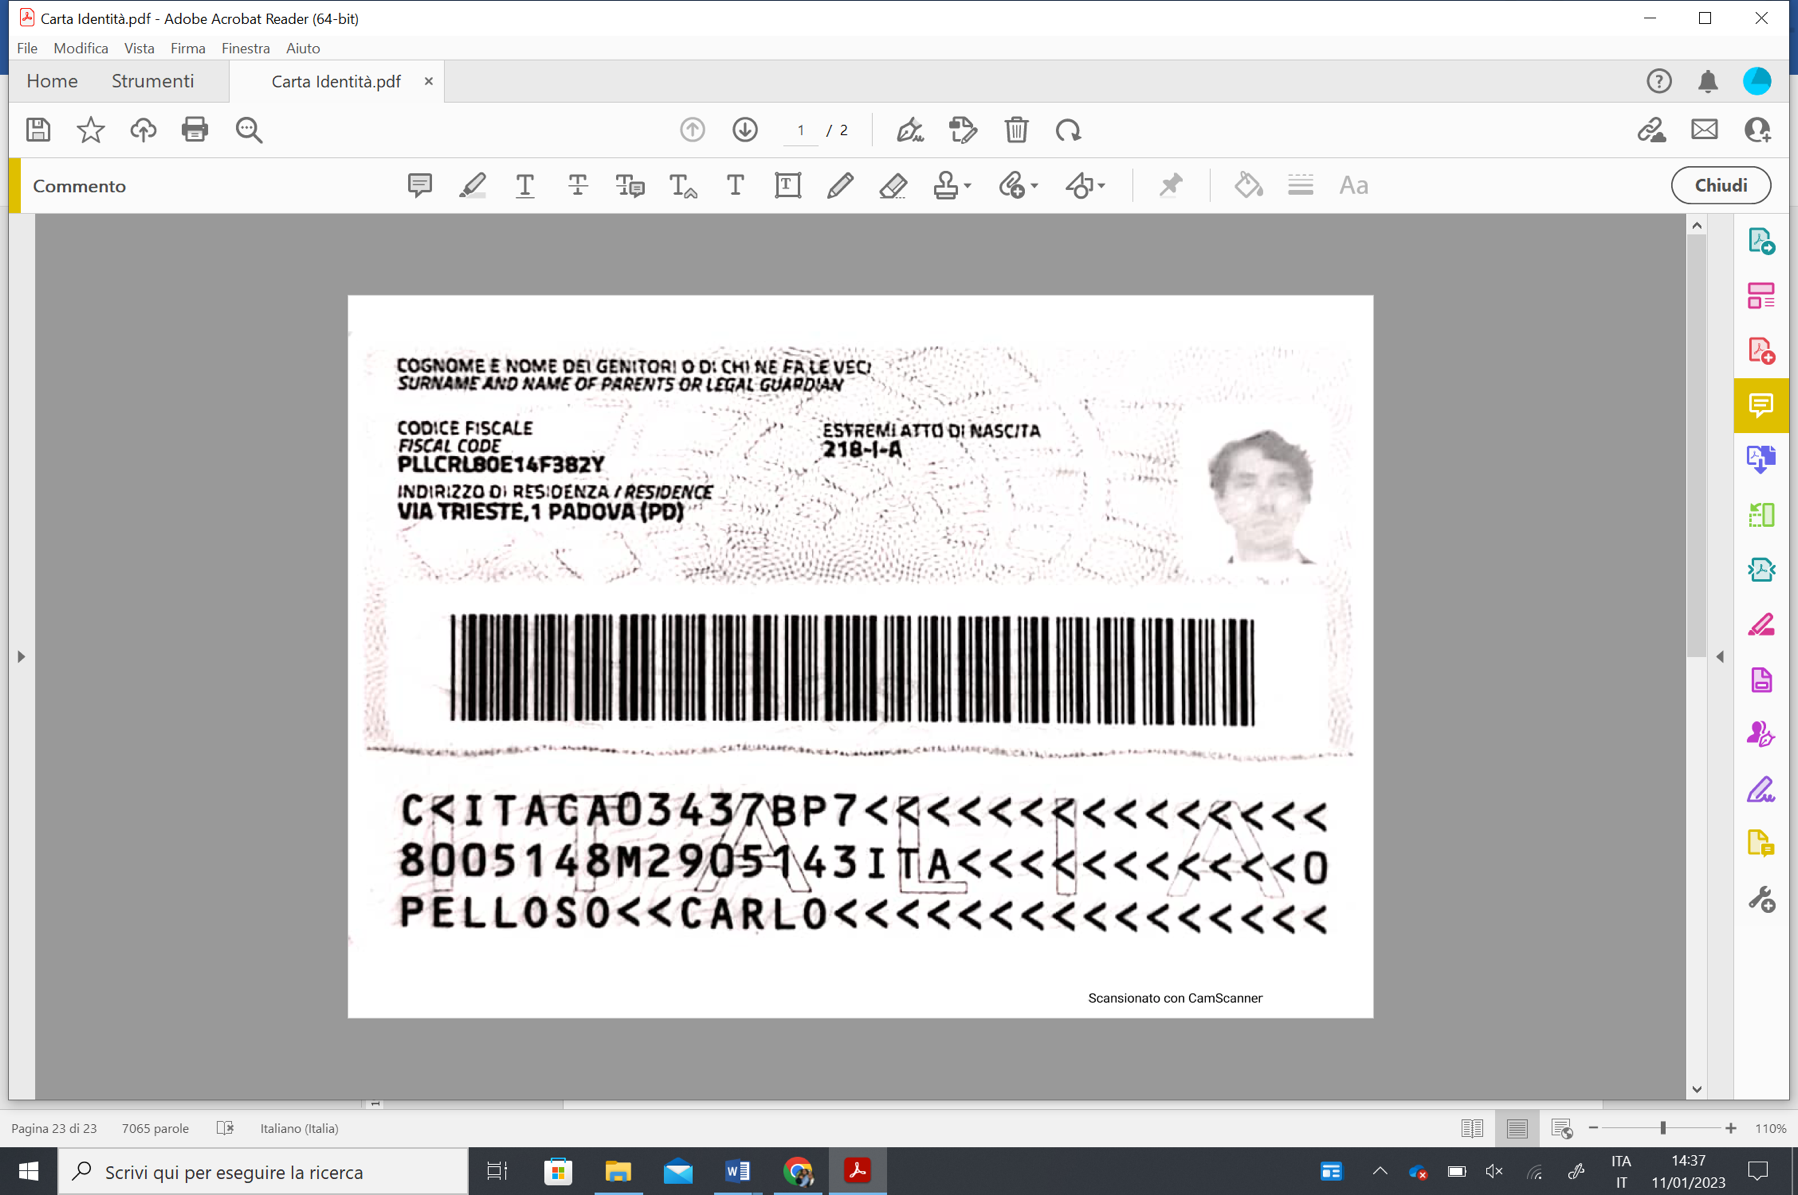 Carta Identità.pdf - Adobe Acrobat Reader (64-bit)
File Modifica Vista Firma Finestra Aiuto
Home Strumenti Carta Identità.pdf ×
1 / 2
Commento
Aa
Chiudi
COGNOME E NOME DEI GENITORI O DI CHI NE FA LE VECI
SURNAME AND NAME OF PARENTS OR LEGAL GUARDIAN
CODICE FISCALE
FISCAL CODE
PLLCRL80E14F382Y
ESTREMI ATTO DI NASCITA
218-I-A
INDIRIZZO DI RESIDENZA / RESIDENCE
VIA TRIESTE, 1 PADOVA (PD)
C<ITACA03437BP7<<<<<<<<<<<<<<<
8005148M2905143ITA<<<<<<<<<<<0
PELLOSO<<CARLO<<<<<<<<<<<<<<<<
ITALIA
Scansionato con CamScanner
Pagina 23 di 23 7065 parole Italiano (Italia) 110%
Scrivi qui per eseguire la ricerca
ITA
IT
14:37
11/01/2023